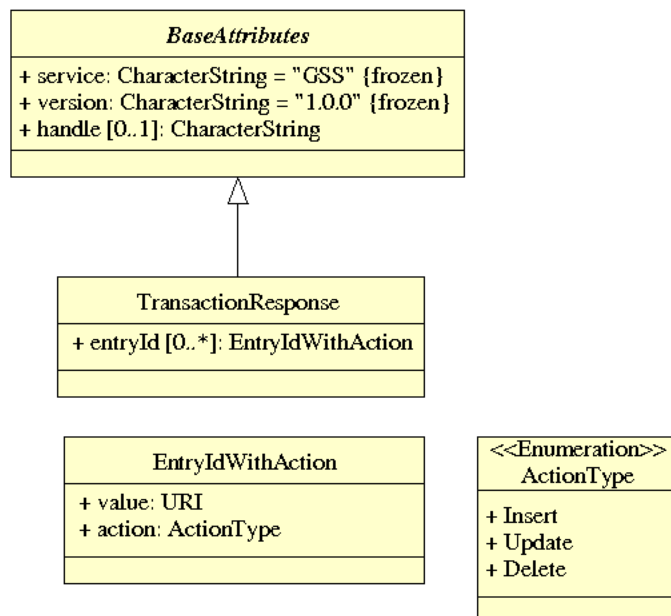 BaseAttributes
+ service: CharacterString = "GSS" {frozen}
+ version: CharacterString = "1.0.0" {frozen}
+ handle [0..1]: CharacterString
TransactionResponse
+ entryId [0..*]: EntryIdWithAction
EntryIdWithAction
+ value: URI
+ action: ActionType
<<Enumeration>>
ActionType
+ Insert
+ Update
+ Delete